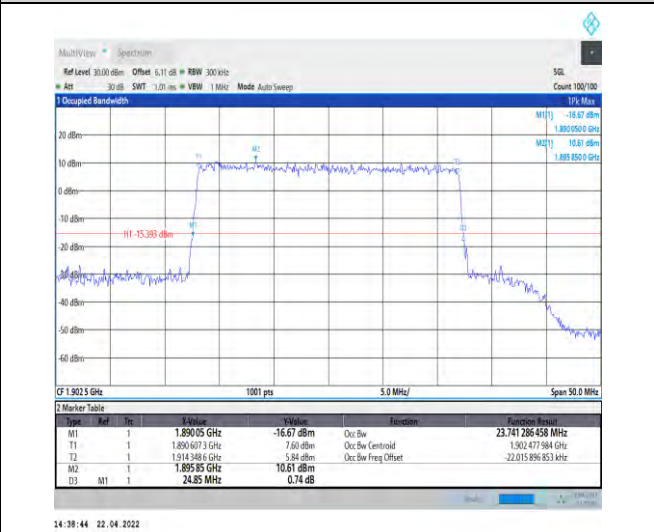 MultiView Spectrum
Ref Level 30.00 dBm Offset 6.11 dB RBW 300 kHz SGL
Att 30 dB SWT 1.01 ms VBW 1 MHz Mode Auto Sweep Count 100/100
1 Occupied Bandwidth 1Pk Max
M1[1] -16.67 dBm
1.890 050 0 GHz
M2[1] 10.61 dBm
1.895 850 0 GHz
20 dBm
M2
T1
10 dBm
0 dBm
-10 dBm
M1
H1 -15.393 dBm
-20 dBm
-40 dBm
-50 dBm
-60 dBm
CF 1.902 5 GHz 1001 pts 5.0 MHz/ Span 50.0 MHz
2 Marker Table
Type Ref Trc X-Value Y-Value Function Function Result
M1 1 1.890 05 GHz -16.67 dBm Occ Bw 23.741 286 458 MHz
T1 1 1.890 607 3 GHz 7.60 dBm Occ Bw Centroid 1.902 477 984 GHz
T2 1 1.914 348 6 GHz 5.84 dBm Occ Bw Freq Offset -22.015 896 853 kHz
M2 1 1.895 85 GHz 10.61 dBm
D3 M1 1 24.85 MHz 0.74 dB
14:38:44 22.04.2022